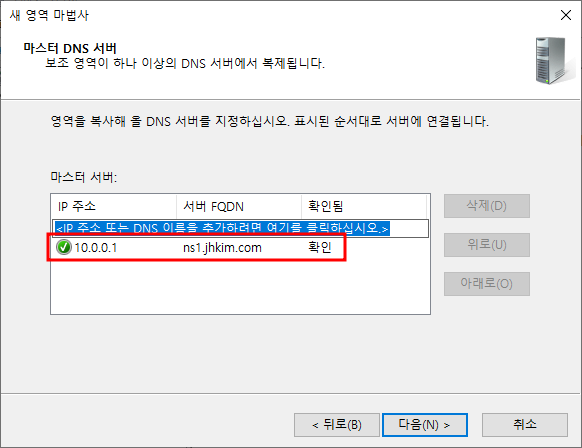 새 영역 마법사
마스터 DNS 서버
보조 영역이 하나 이상의 DNS 서버에서 복제됩니다.
영역을 복사해 올 DNS 서버를 지정하십시오. 표시된 순서대로 서버에 연결됩니다.
마스터 서버:
IP 주소 서버 FQDN 확인됨
<IP 주소 또는 DNS 이름을 추가하려면 여기를 클릭하십시오.>
10.0.0.1 ns1.jhkim.com 확인
삭제(D)
위로(U)
아래로(O)
< 뒤로(B) 다음(N) > 취소